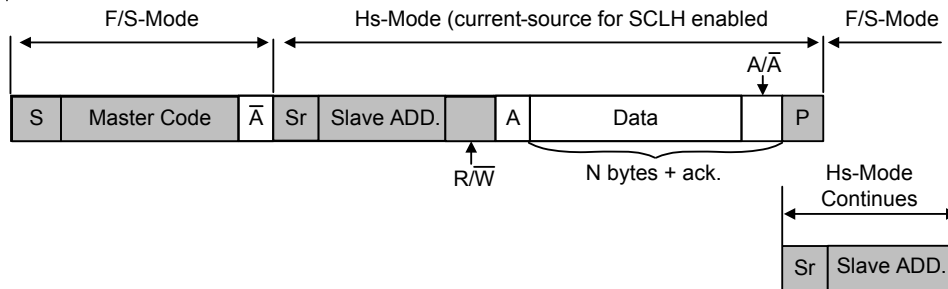 F/S-Mode Hs-Mode (current-source for SCLH enabled F/S-Mode
A/A̅
S Master Code A̅ Sr Slave ADD. A Data P
R/W̅ N bytes + ack.
Hs-Mode
Continues
Sr Slave ADD.